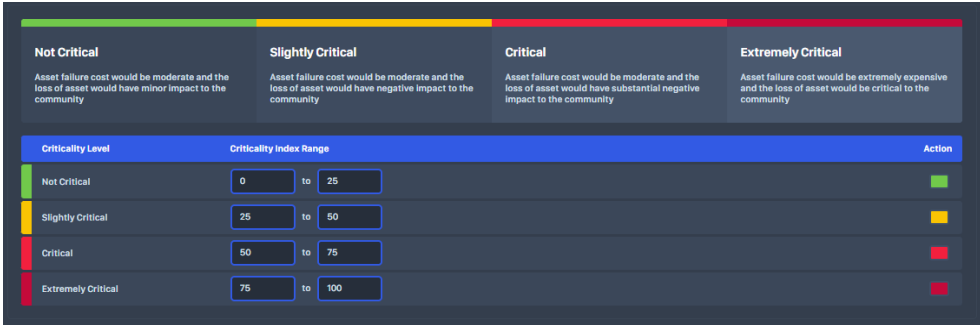 Not Critical
Asset failure cost would be moderate and the
loss of asset would have minor impact to the
community
Slightly Critical
Asset failure cost would be moderate and the
loss of asset would have negative impact to the
community
Critical
Asset failure cost would be moderate and the
loss of asset would have substantial negative
impact to the community
Extremely Critical
Asset failure cost would be extremely expensive
and the loss of asset would be critical to the
community
Criticality Level Criticality Index Range Action
Not Critical 0 to 25
Slightly Critical 25 to 50
Critical 50 to 75
Extremely Critical 75 to 100